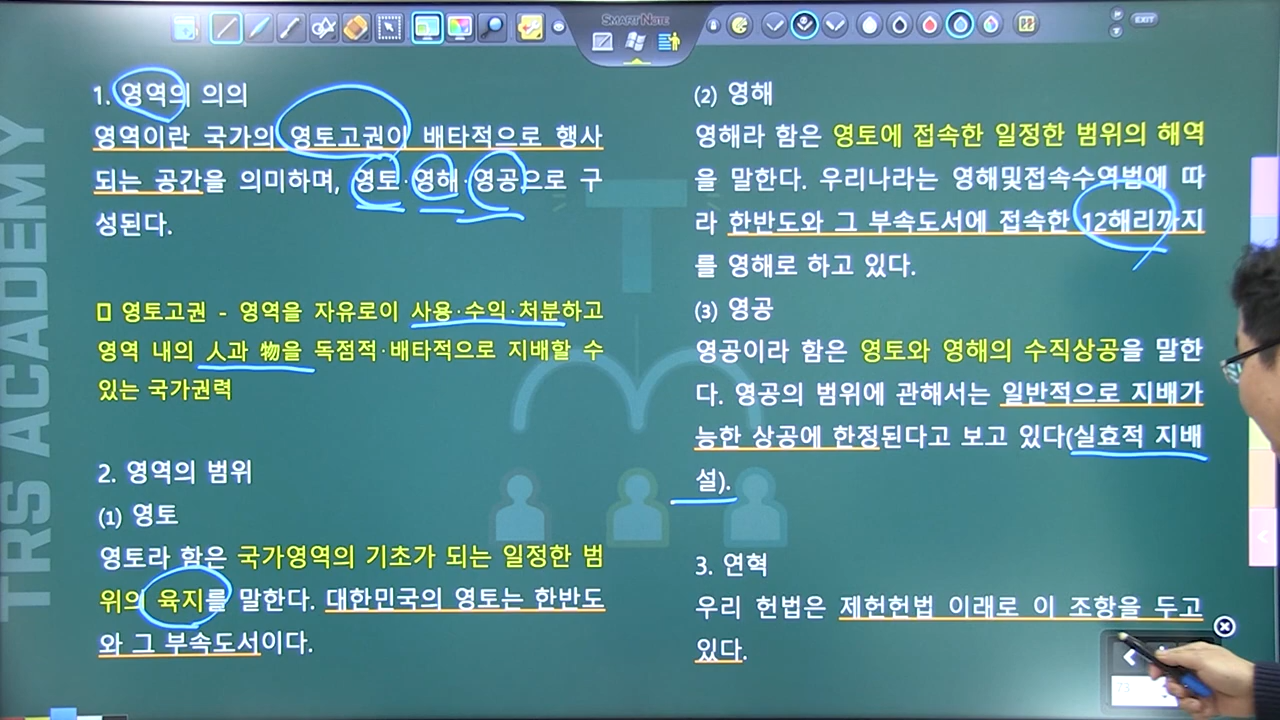 SMART NOTE
EXIT
TRS ACADEMY
1. 영역의 의의
영역이란 국가의 영토고권이 배타적으로 행사
되는 공간을 의미하며, 영토·영해·영공으로 구
성된다.
영토고권 - 영역을 자유로이 사용·수익·처분하고
영역 내의 人과 物을 독점적·배타적으로 지배할 수
있는 국가권력
2. 영역의 범위
(1) 영토
영토라 함은 국가영역의 기초가 되는 일정한 범
위의 육지를 말한다. 대한민국의 영토는 한반도
와 그 부속도서이다.
(2) 영해
영해라 함은 영토에 접속한 일정한 범위의 해역
을 말한다. 우리나라는 영해및접속수역법에 따
라 한반도와 그 부속도서에 접속한 12해리까지
를 영해로 하고 있다.
(3) 영공
영공이라 함은 영토와 영해의 수직상공을 말한
다. 영공의 범위에 관해서는 일반적으로 지배가
능한 상공에 한정된다고 보고 있다(실효적 지배
설).
3. 연혁
우리 헌법은 제헌헌법 이래로 이 조항을 두고
있다.